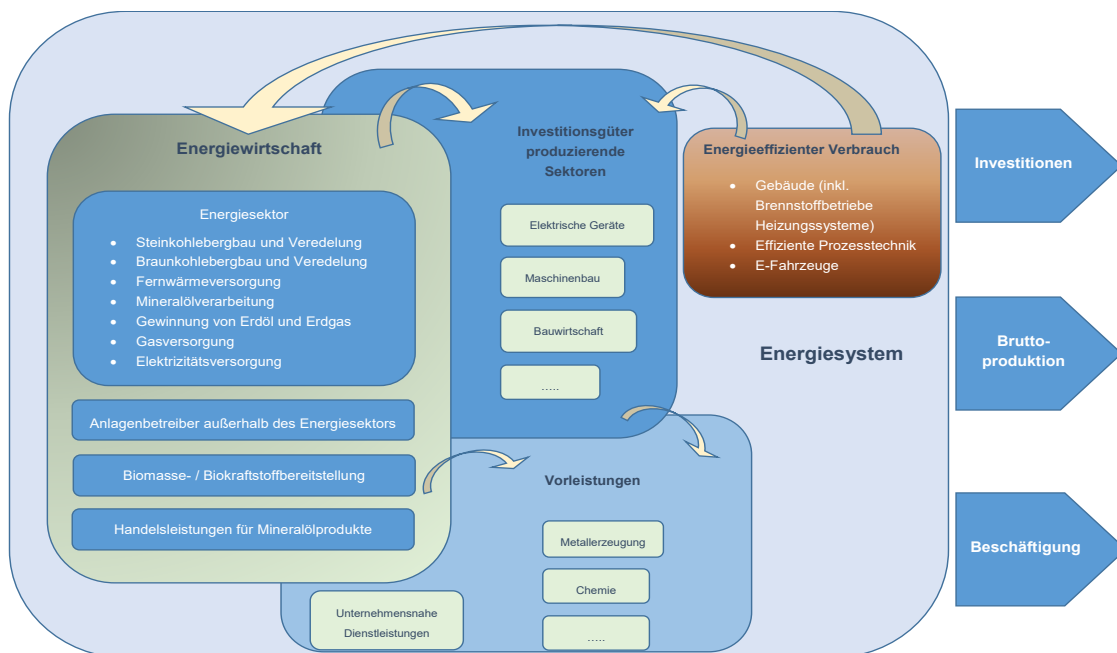 Energiewirtschaft
Energiesektor
Steinkohlebergbau und Veredelung
Braunkohlebergbau und Veredelung
Fernwärmeversorgung
Mineralölverarbeitung
Gewinnung von Erdöl und Erdgas
Gasversorgung
Elektrizitätsversorgung
Anlagenbetreiber außerhalb des Energiesektors
Biomasse- / Biokraftstoffbereitstellung
Handelsleistungen für Mineralölprodukte
Investitionsgüter
produzierende
Sektoren
Elektrische Geräte
Maschinenbau
Bauwirtschaft
…..
Energieeffizienter Verbrauch
Gebäude (inkl.
Brennstoffbetriebe
Heizungssysteme)
Effiziente Prozesstechnik
E-Fahrzeuge
Energiesystem
Vorleistungen
Metallerzeugung
Chemie
…..
Unternehmensnahe
Dienstleistungen
Investitionen
Brutto-
produktion
Beschäftigung